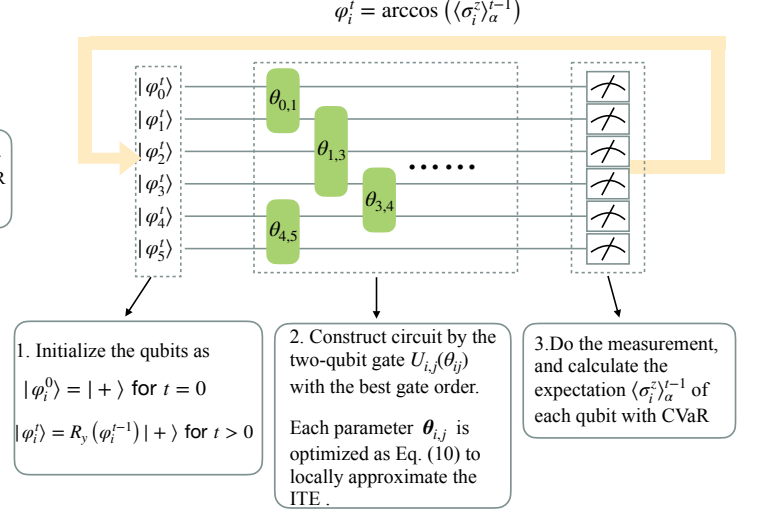 φ_i^t = arccos (⟨σ_i^z⟩_α^{t−1})
|φ_0^t⟩
|φ_1^t⟩
|φ_2^t⟩
|φ_3^t⟩
|φ_4^t⟩
|φ_5^t⟩
θ_{0,1}
θ_{1,3}
θ_{3,4}
θ_{4,5}
......
R
1. Initialize the qubits as
|φ_i^0⟩ = | + ⟩ for t = 0
|φ_i^t⟩ = R_y (φ_i^{t−1}) | + ⟩ for t > 0
2. Construct circuit by the
two-qubit gate U_{i,j}(θ_{ij})
with the best gate order.
Each parameter θ_{i,j} is
optimized as Eq. (10) to
locally approximate the
ITE .
3.Do the measurement,
and calculate the
expectation ⟨σ_i^z⟩_α^{t−1} of
each qubit with CVaR